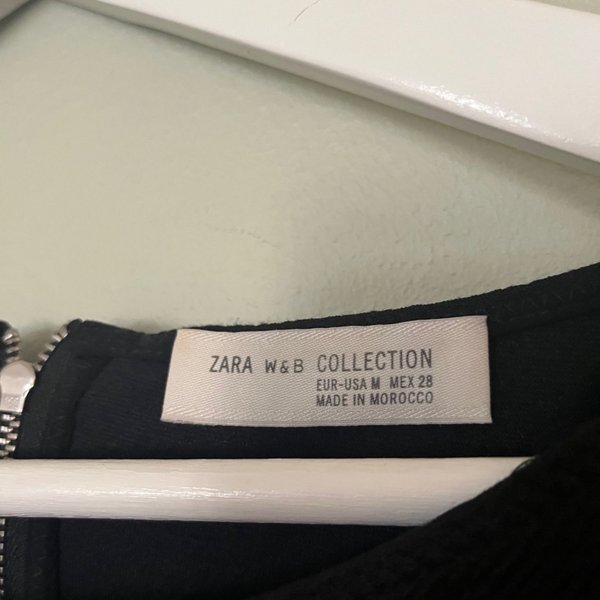 ZARA W&B COLLECTION
EUR-USA M MEX 28
MADE IN MOROCCO